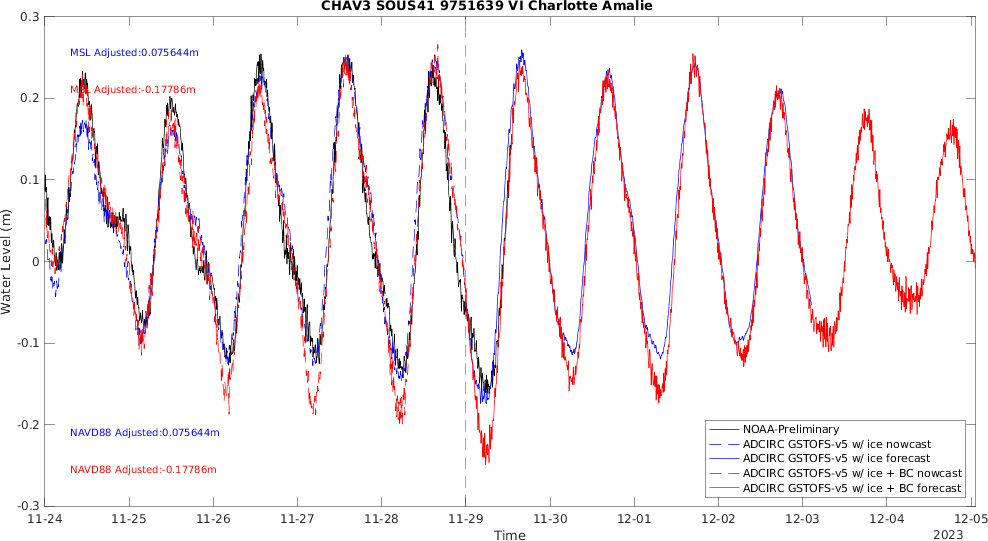 CHAV3 SOUS41 9751639 VI Charlotte Amalie
0.3
MSL Adjusted:0.075644m
MSL Adjusted:-0.17786m
0.2
0.1
Water Level (m)
0
-0.1
-0.2
NAVD88 Adjusted:0.075644m
NAVD88 Adjusted:-0.17786m
-0.3
NOAA-Preliminary
ADCIRC GSTOFS-v5 w/ ice nowcast
ADCIRC GSTOFS-v5 w/ ice forecast
ADCIRC GSTOFS-v5 w/ ice + BC nowcast
ADCIRC GSTOFS-v5 w/ ice + BC forecast
11-24 11-25 11-26 11-27 11-28 11-29 11-30 12-01 12-02 12-03 12-04 12-05
Time
2023